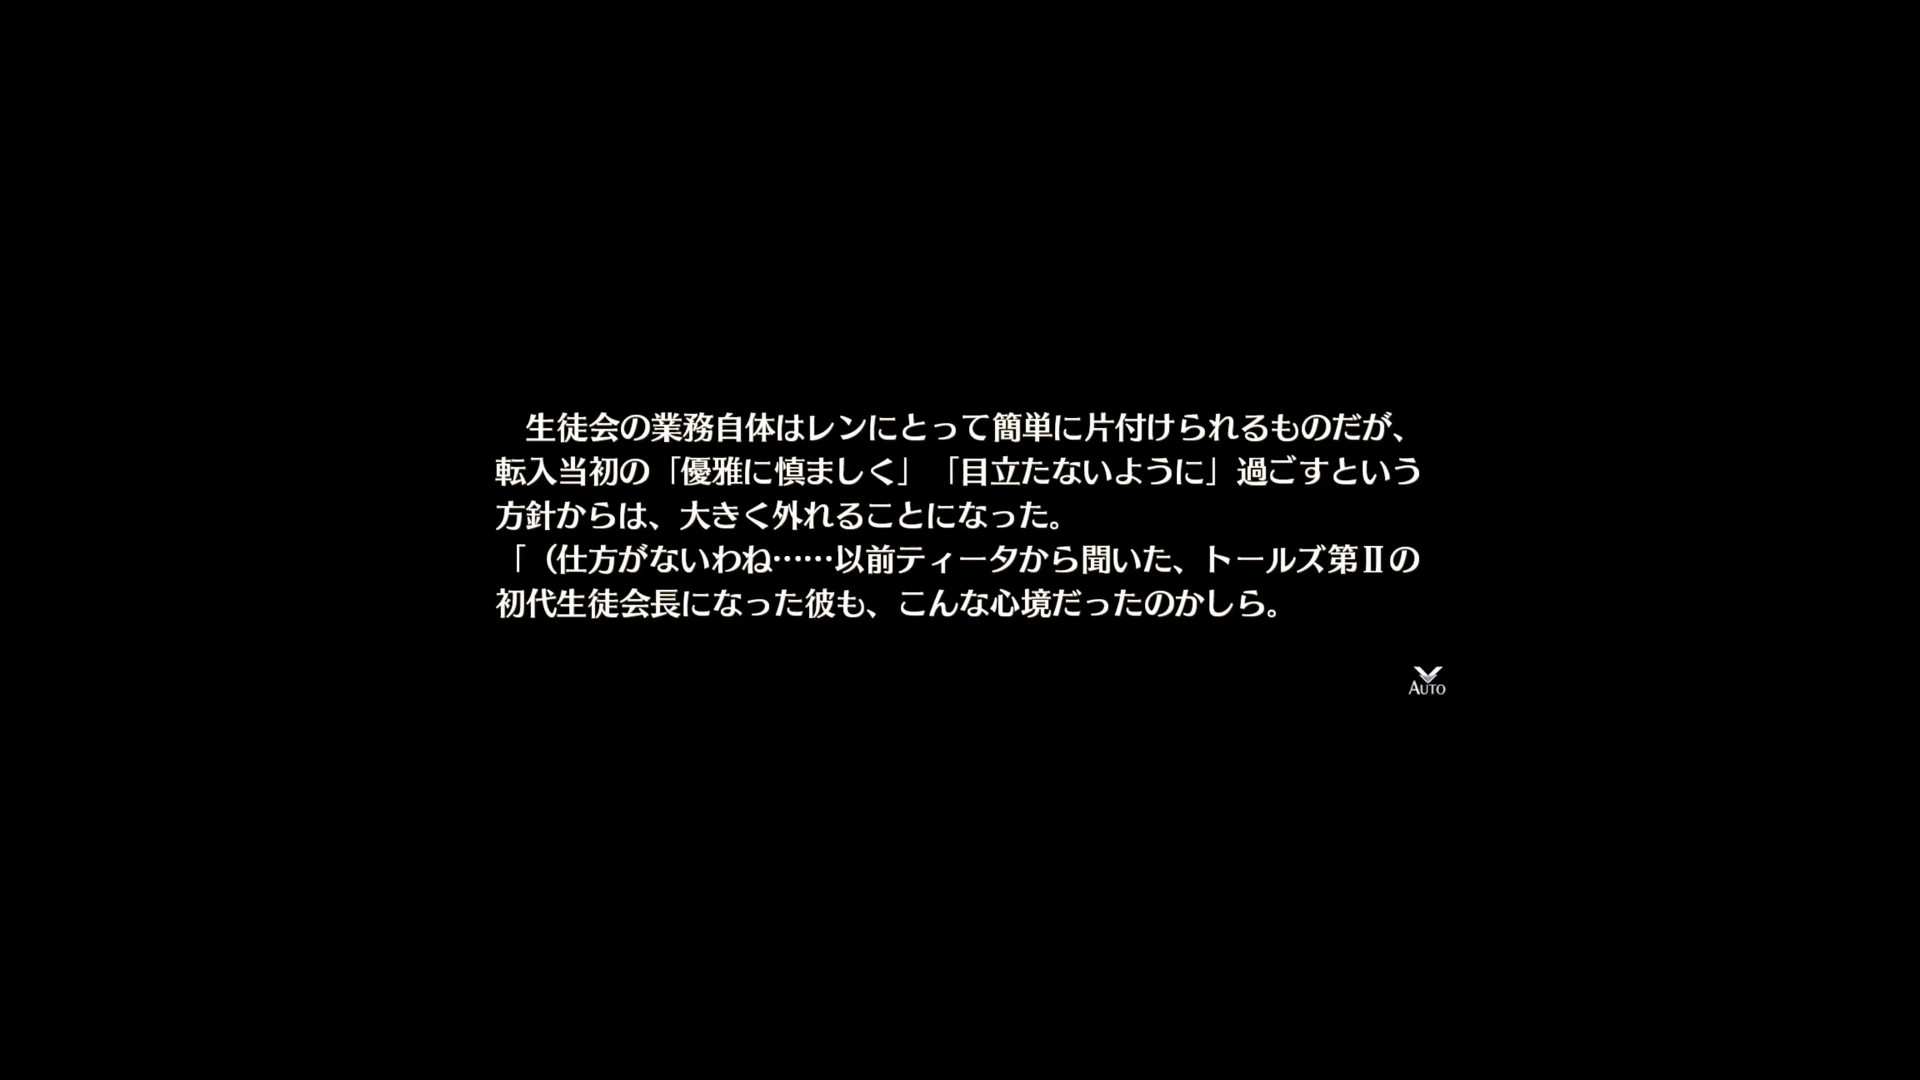 生徒会の業務自体はレンにとって簡単に片付けられるものだが、
転入当初の「優雅に慎ましく」「目立たないように」過ごすという
方針からは、大きく外れることになった。
「（仕方がないわね……以前ティータから聞いた、トールズ第Ⅱの
初代生徒会長になった彼も、こんな心境だったのかしら。
AUTO